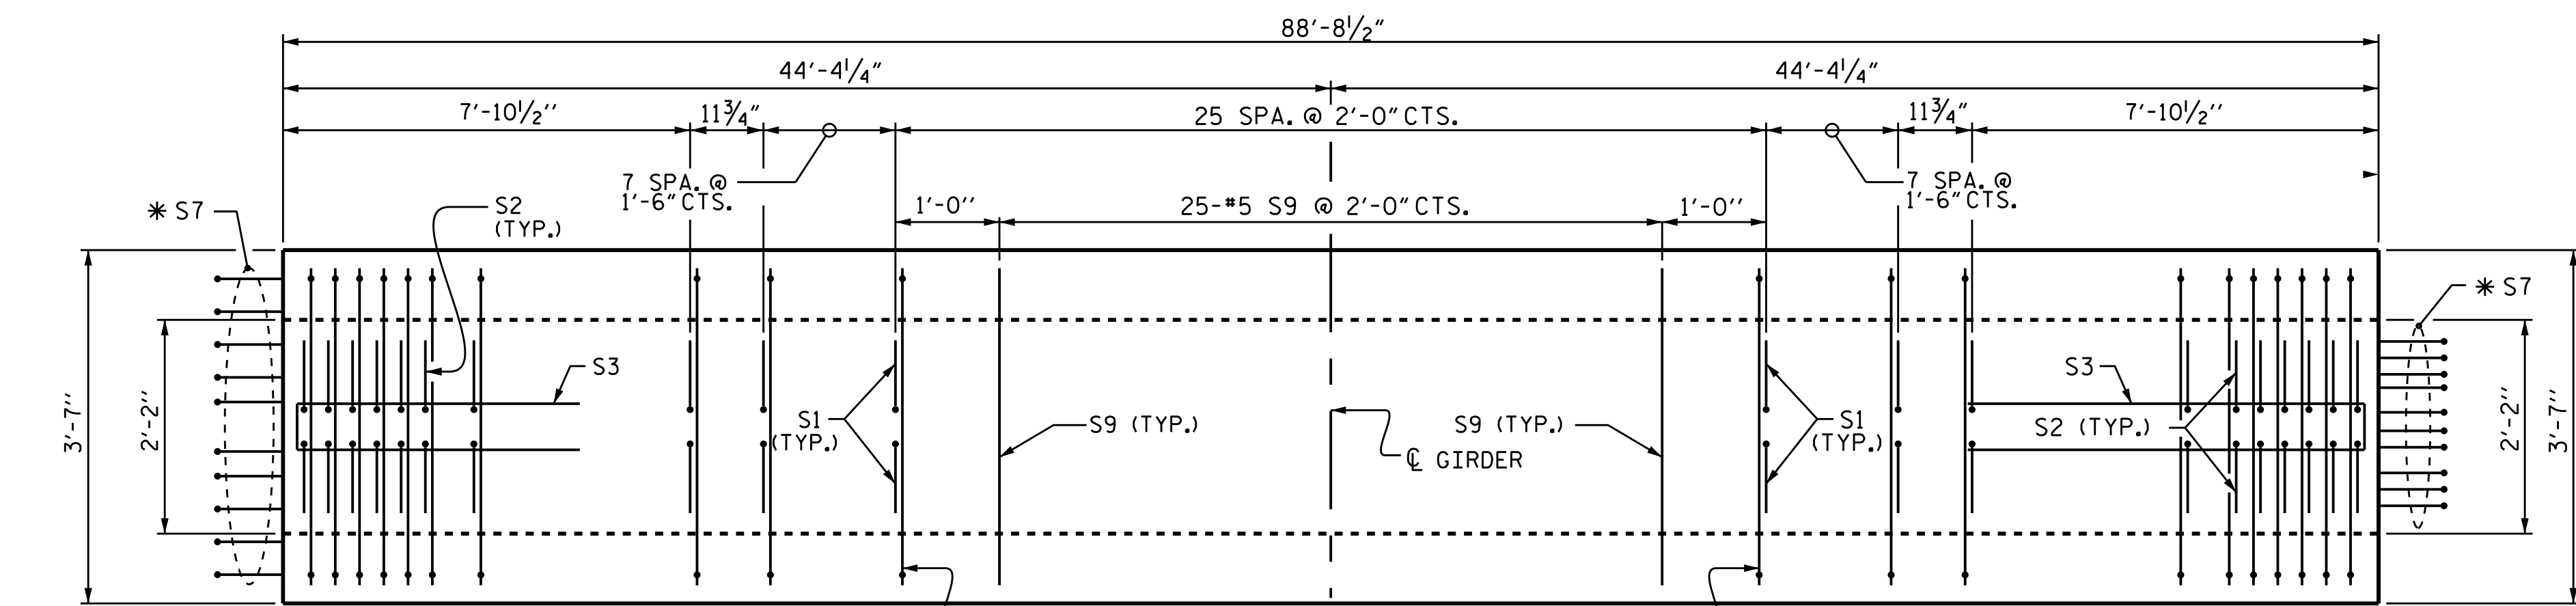 88'-8½"
44'-4¼"
44'-4¼"
7'-10½''
11¾"
25 SPA. @ 2'-0"CTS.
11¾"
7'-10½''
7 SPA. @
1'-6"CTS.
7 SPA. @
1'-6"CTS.
✳ S7
S2
(TYP.)
1'-0''
25-#5 S9 @ 2'-0"CTS.
1'-0''
✳ S7
3'-7''
2'-2''
S3
S1
(TYP.)
S9 (TYP.)
℄ GIRDER
S9 (TYP.)
S1
(TYP.)
S3
S2 (TYP.)
2'-2''
3'-7''